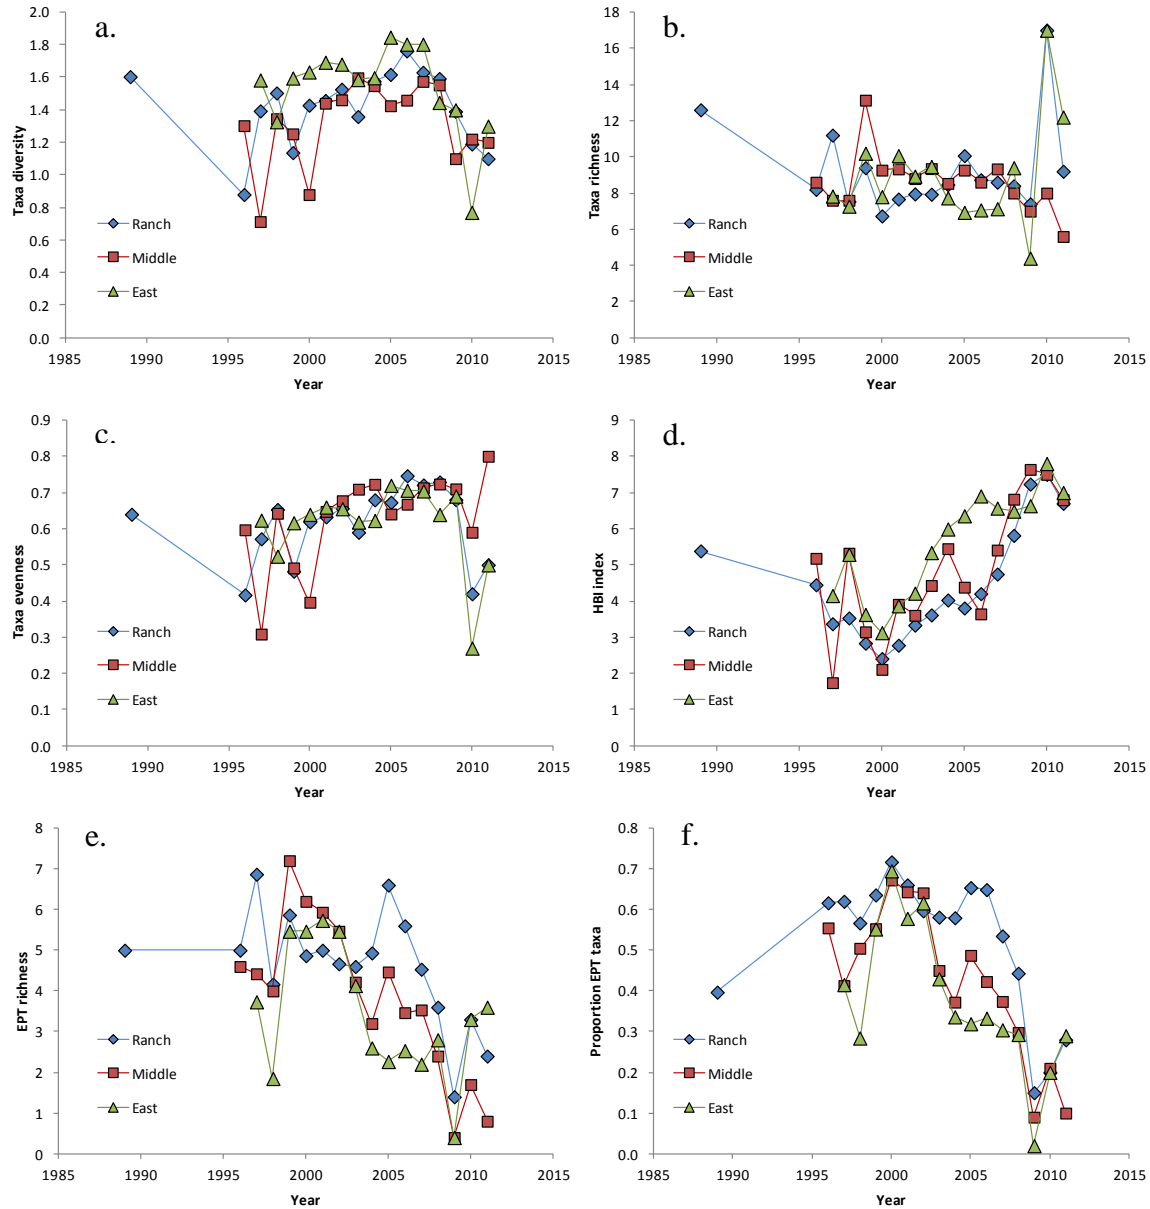 a.
Taxa diversity
2.0
1.8
1.6
1.4
1.2
1.0
0.8
0.6
0.4
0.2
0.0
Ranch
Middle
East
1985 1990 1995 2000 2005 2010 2015
Year
b.
Taxa richness
18
16
14
12
10
8
6
4
2
0
Ranch
Middle
East
1985 1990 1995 2000 2005 2010 2015
Year
c.
Taxa evenness
0.9
0.8
0.7
0.6
0.5
0.4
0.3
0.2
0.1
0.0
Ranch
Middle
East
1985 1990 1995 2000 2005 2010 2015
Year
d.
HBI index
9
8
7
6
5
4
3
2
1
0
Ranch
Middle
East
1985 1990 1995 2000 2005 2010 2015
Year
e.
EPT richness
8
7
6
5
4
3
2
1
0
Ranch
Middle
East
1985 1990 1995 2000 2005 2010 2015
Year
f.
Proportion EPT taxa
0.8
0.7
0.6
0.5
0.4
0.3
0.2
0.1
0.0
Ranch
Middle
East
1985 1990 1995 2000 2005 2010 2015
Year